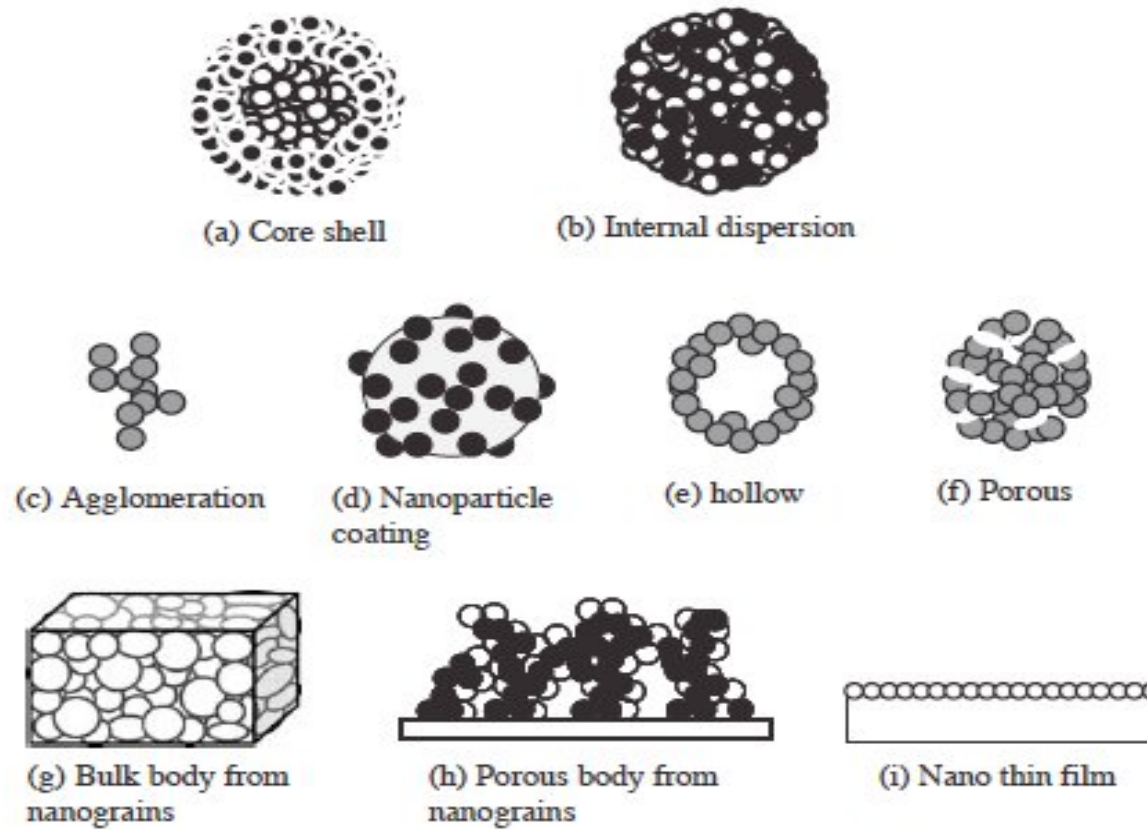 (a) Core shell
(b) Internal dispersion
(c) Agglomeration
(d) Nanoparticle
coating
(e) hollow
(f) Porous
(g) Bulk body from
nanograins
(h) Porous body from
nanograins
(i) Nano thin film